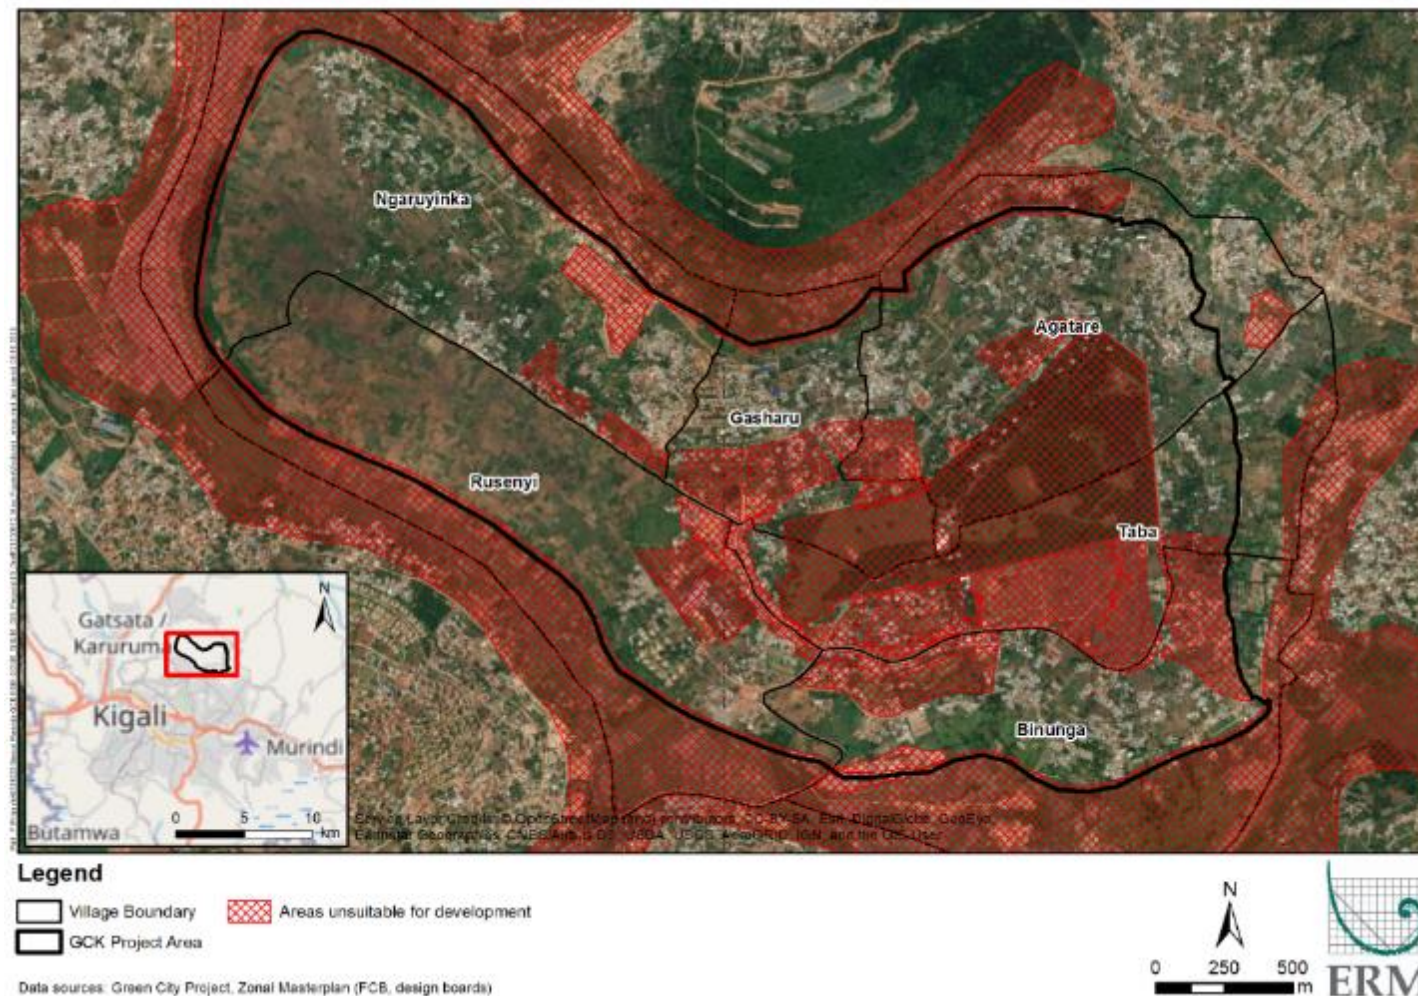 Ngaruyinka
Agatare
Gasharu
Rusenyi
Taba
Binunga
N
Gatsata /
Karuruma
Kigali
Murindi
Butamwa
0 5 10
km
Legend
Village Boundary
Areas unsuitable for development
GCK Project Area
N
0 250 500
m
ERM
Data sources: Green City Project, Zonal Masterplan (FCB, design boards)